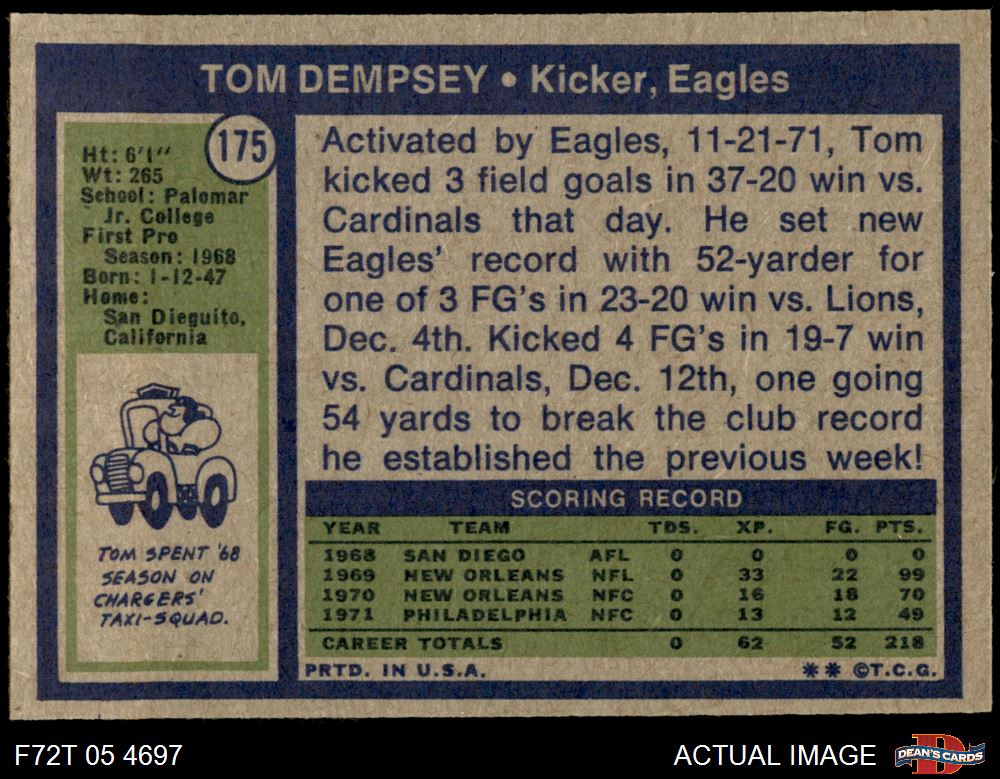 TOM DEMPSEY • Kicker, Eagles
175
Ht: 6'1"
Wt: 265
School: Palomar
Jr. College
First Pro
Season: 1968
Born: 1-12-47
Home:
San Dieguito,
California
TOM SPENT '68
SEASON ON
CHARGERS'
TAXI-SQUAD.
Activated by Eagles, 11-21-71, Tom
kicked 3 field goals in 37-20 win vs.
Cardinals that day. He set new
Eagles' record with 52-yarder for
one of 3 FG's in 23-20 win vs. Lions,
Dec. 4th. Kicked 4 FG's in 19-7 win
vs. Cardinals, Dec. 12th, one going
54 yards to break the club record
he established the previous week!
SCORING RECORD
YEAR TEAM TDS. XP. FG. PTS.
1968 SAN DIEGO AFL 0 0 0 0
1969 NEW ORLEANS NFL 0 33 22 99
1970 NEW ORLEANS NFC 0 16 18 70
1971 PHILADELPHIA NFC 0 13 12 49
CAREER TOTALS 0 62 52 218
PRTD. IN U.S.A. ** ©T.C.G.
F72T 05 4697
ACTUAL IMAGE
DEAN'S CARDS